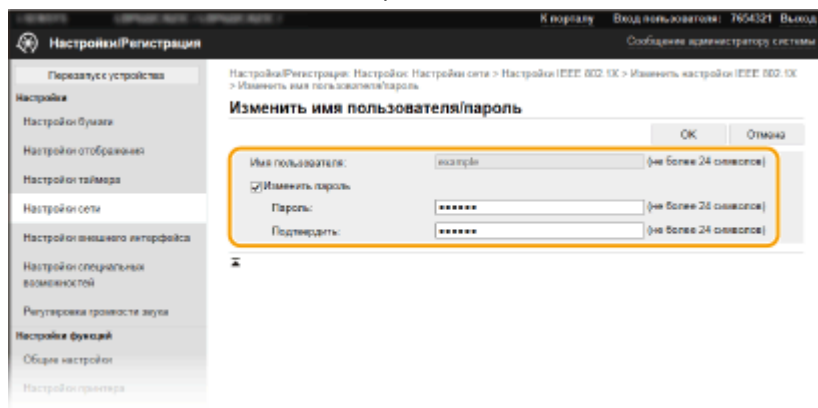 К порталу Вход пользователя: 7654321 Выход
Настройки/Регистрация
Сообщение администратору системы
Перезапуск устройства
Настройка/Регистрация: Настройки: Настройки сети > Настройки IEEE 802.1X > Изменить настройки IEEE 802.1X
> Изменить имя пользователя/пароль
Изменить имя пользователя/пароль
OK Отмена
Имя пользователя: example (не более 24 символов)
Изменить пароль
Пароль: •••••• (не более 24 символов)
Подтвердить: •••••• (не более 24 символов)
Настройки
Настройки бумаги
Настройки отображения
Настройки таймера
Настройки сети
Настройки внешнего интерфейса
Настройки специальных
возможностей
Регулировка громкости звука
Настройки функций
Общие настройки
Настройки принтера